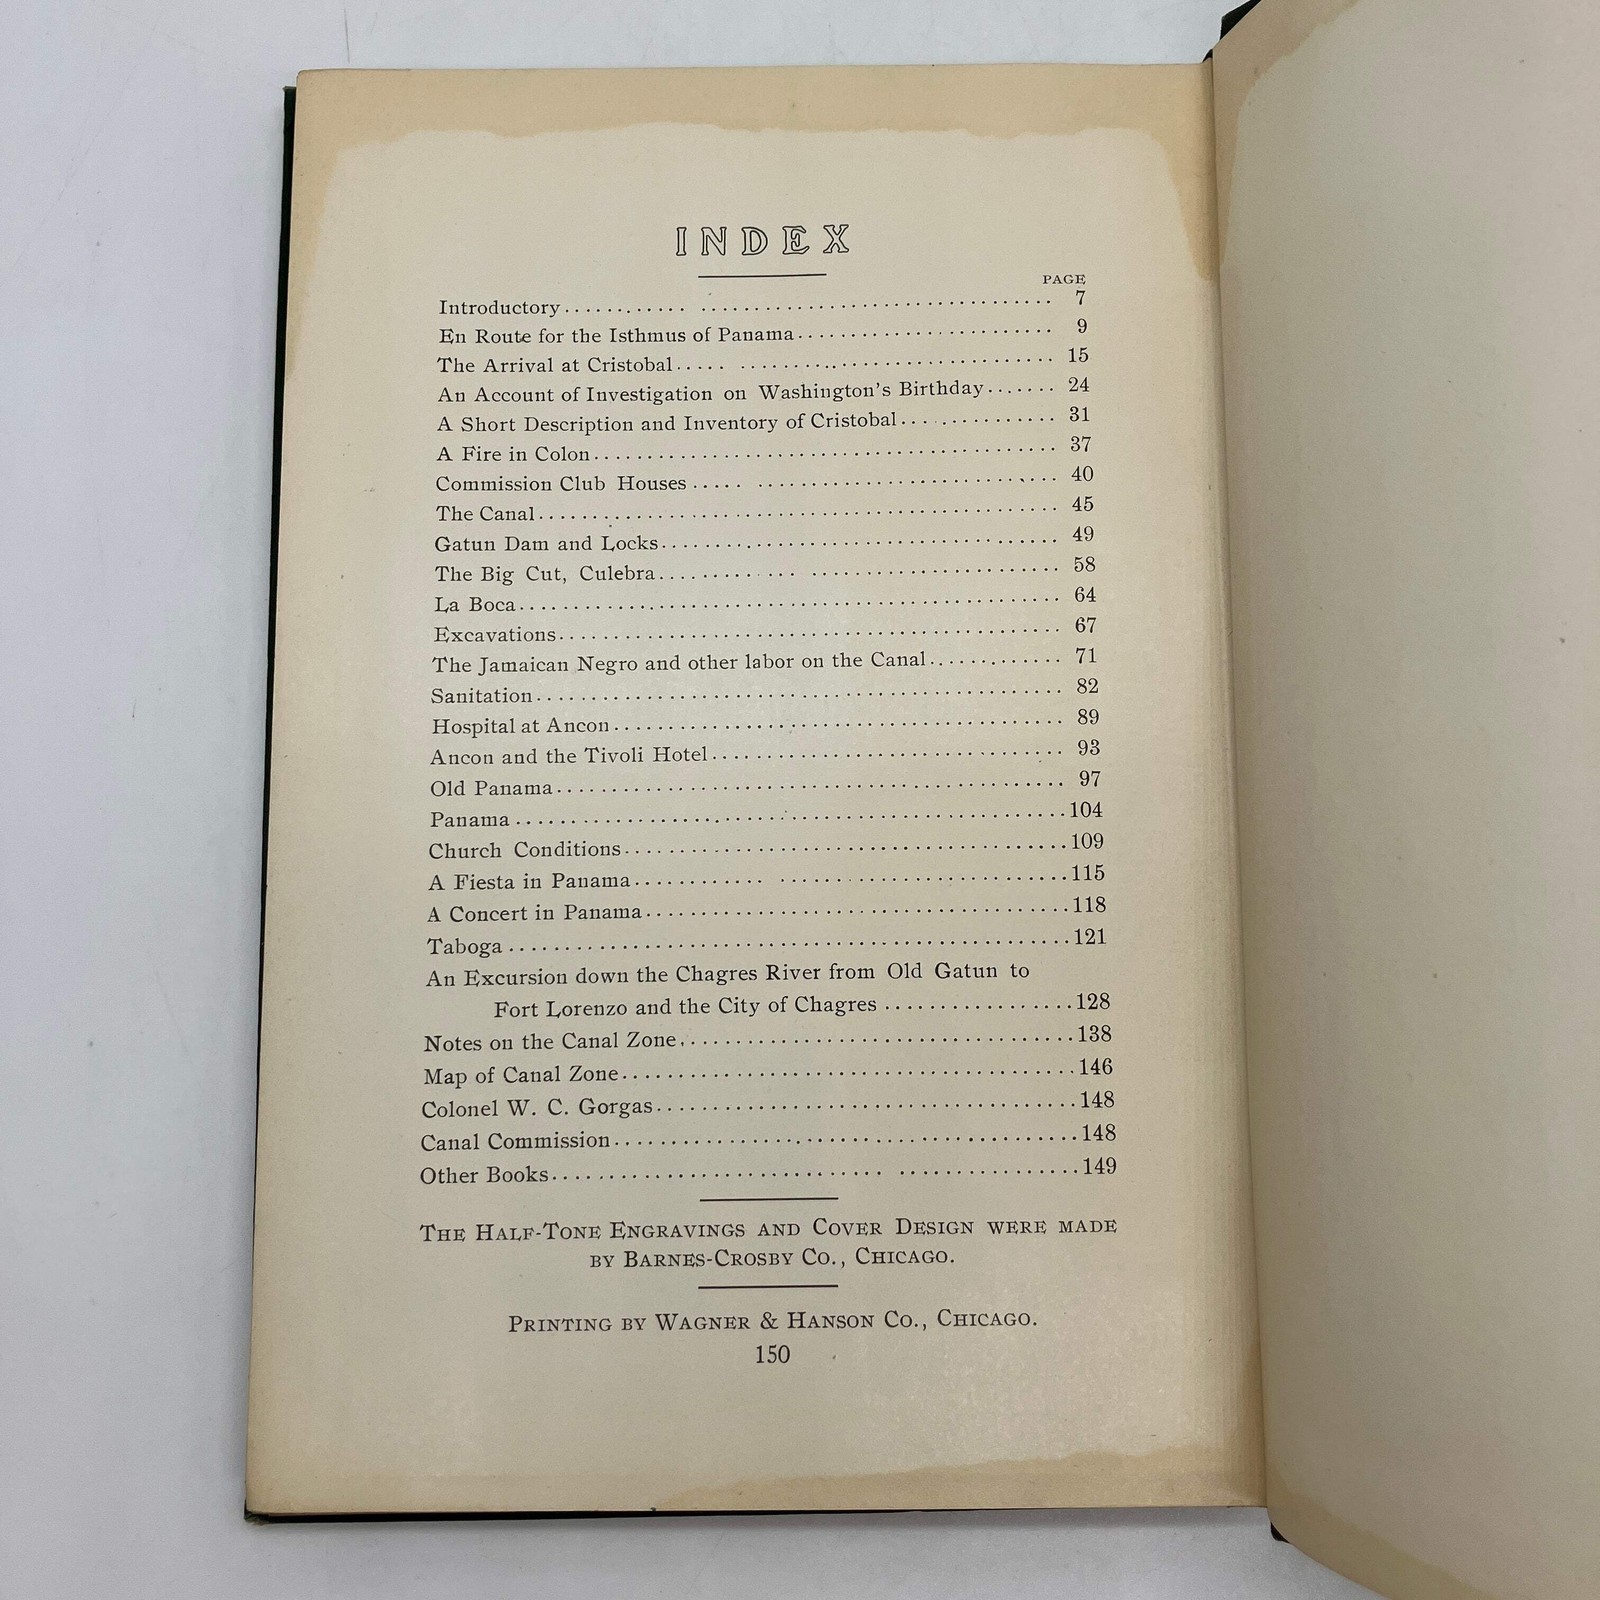 INDEX
PAGE
Introductory............ ................................ 7
En Route for the Isthmus of Panama........................ 9
The Arrival at Cristobal..... ............................ 15
An Account of Investigation on Washington's Birthday....... 24
A Short Description and Inventory of Cristobal.............. 31
A Fire in Colon........................................ 37
Commission Club Houses ..... ........................... 40
The Canal............................................. 45
Gatun Dam and Locks.................................. 49
The Big Cut, Culebra............ ........................ 58
La Boca............................................... 64
Excavations........................................... 67
The Jamaican Negro and other labor on the Canal............. 71
Sanitation............................................. 82
Hospital at Ancon...................................... 89
Ancon and the Tivoli Hotel.............................. 93
Old Panama........................................... 97
Panama ..............................................104
Church Conditions.....................................109
A Fiesta in Panama............ .........................115
A Concert in Panama...................................118
Taboga ..............................................121
An Excursion down the Chagres River from Old Gatun to
Fort Lorenzo and the City of Chagres .................128
Notes on the Canal Zone................................138
Map of Canal Zone.....................................146
Colonel W. C. Gorgas..................................148
Canal Commission.....................................148
Other Books.............................. ................149
THE HALF-TONE ENGRAVINGS AND COVER DESIGN WERE MADE
BY BARNES-CROSBY CO., CHICAGO.
PRINTING BY WAGNER & HANSON CO., CHICAGO.
150